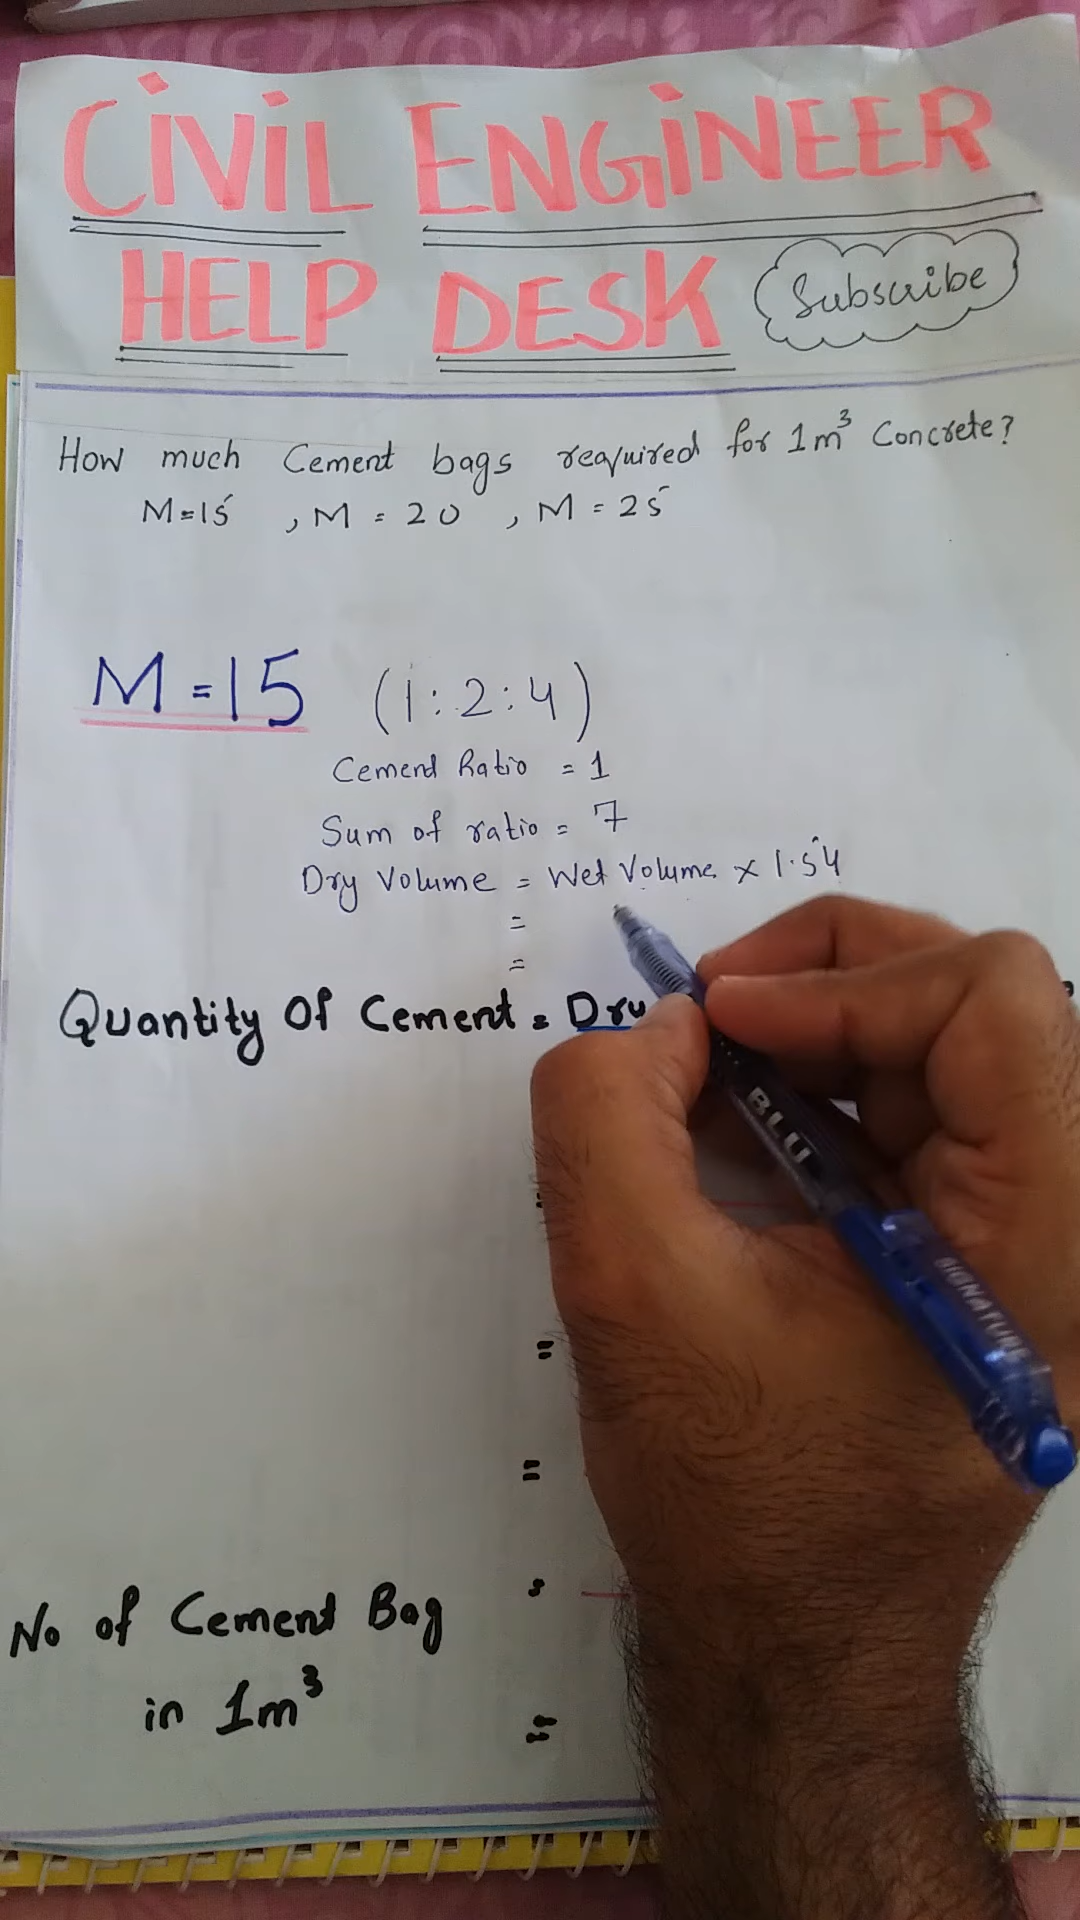 CiViL ENGiNEER
HELP DESK
Subscribe
How much Cement bags required for 1m³ Concrete?
M=15 , M = 20 , M = 25
M=15 (1:2:4)
Cement Ratio = 1
Sum of ratio = 7
Dry Volume = Wet Volume × 1.54
=
=
Quantity Of Cement = Dry
=
=
=
No of Cement Bag
in 1m³
=
BLU
SIGNATURE